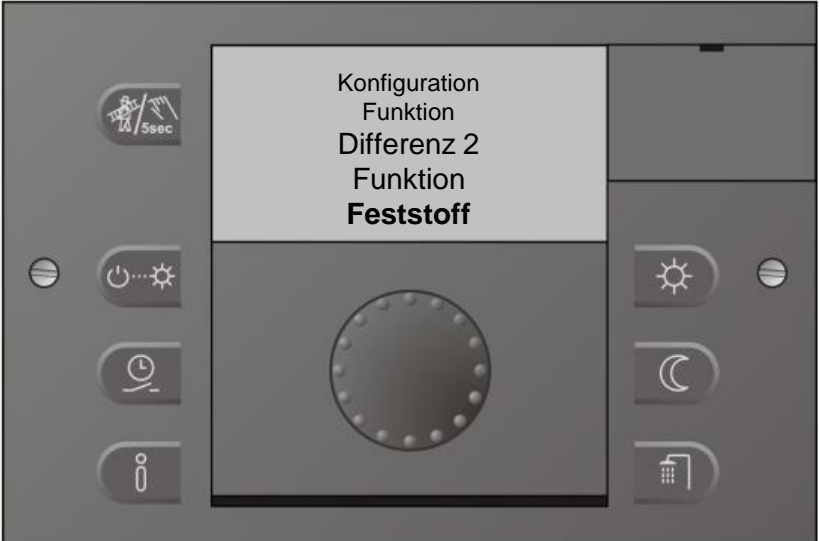 Konfiguration
Funktion
Differenz 2
Funktion
Feststoff
5sec